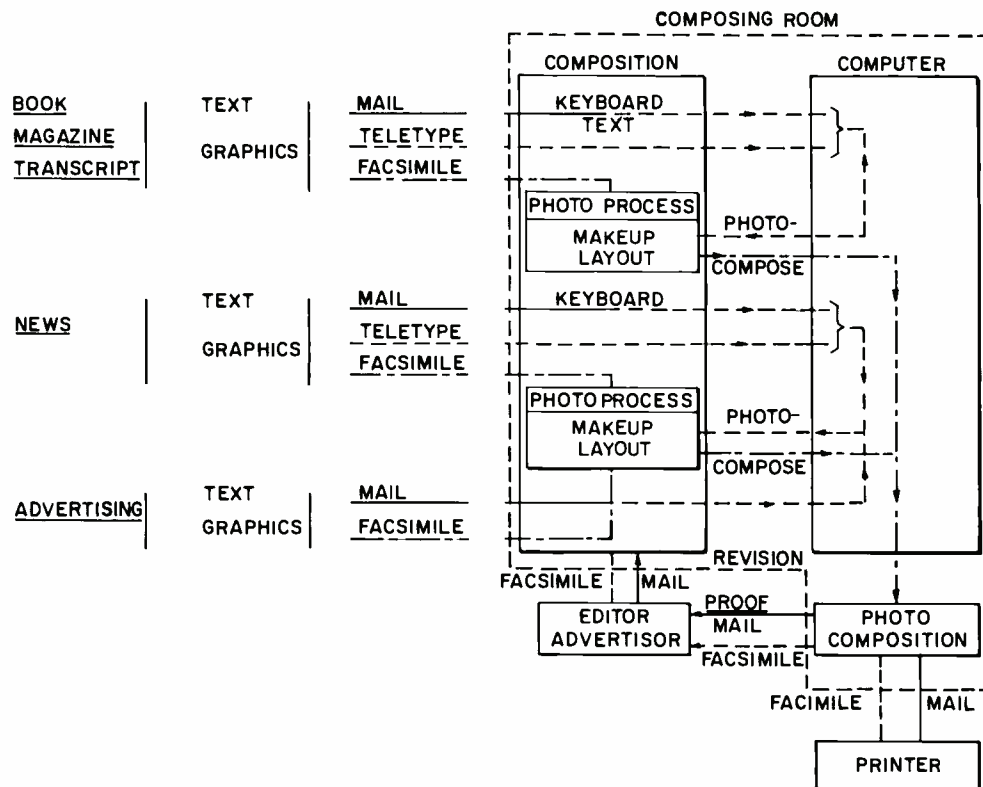 COMPOSING ROOM
COMPOSITION
COMPUTER
BOOK
MAGAZINE
TRANSCRIPT
TEXT
GRAPHICS
MAIL
TELETYPE
FACSIMILE
KEYBOARD
TEXT
PHOTO PROCESS
MAKEUP
LAYOUT
PHOTO-
COMPOSE
NEWS
TEXT
GRAPHICS
MAIL
TELETYPE
FACSIMILE
KEYBOARD
PHOTO PROCESS
MAKEUP
LAYOUT
PHOTO-
COMPOSE
ADVERTISING
TEXT
GRAPHICS
MAIL
FACSIMILE
REVISION
FACSIMILE
MAIL
EDITOR
ADVERTISOR
PROOF
MAIL
FACSIMILE
PHOTO
COMPOSITION
FACIMILE
MAIL
PRINTER